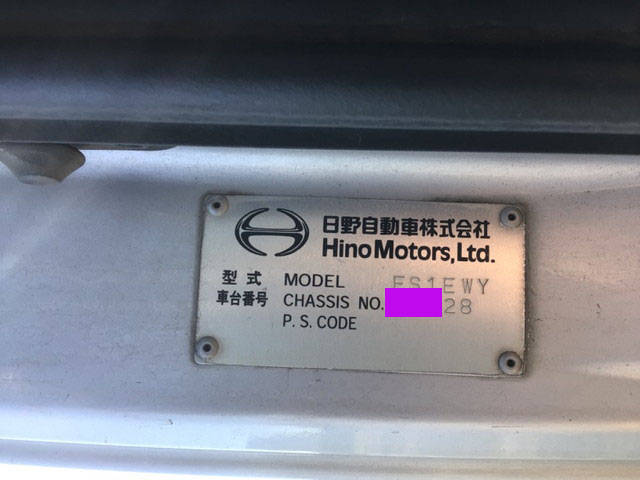 日野自動車株式会社
Hino Motors, Ltd.
型式 MODEL FS1EWY
車台番号 CHASSIS NO. 28
P.S. CODE